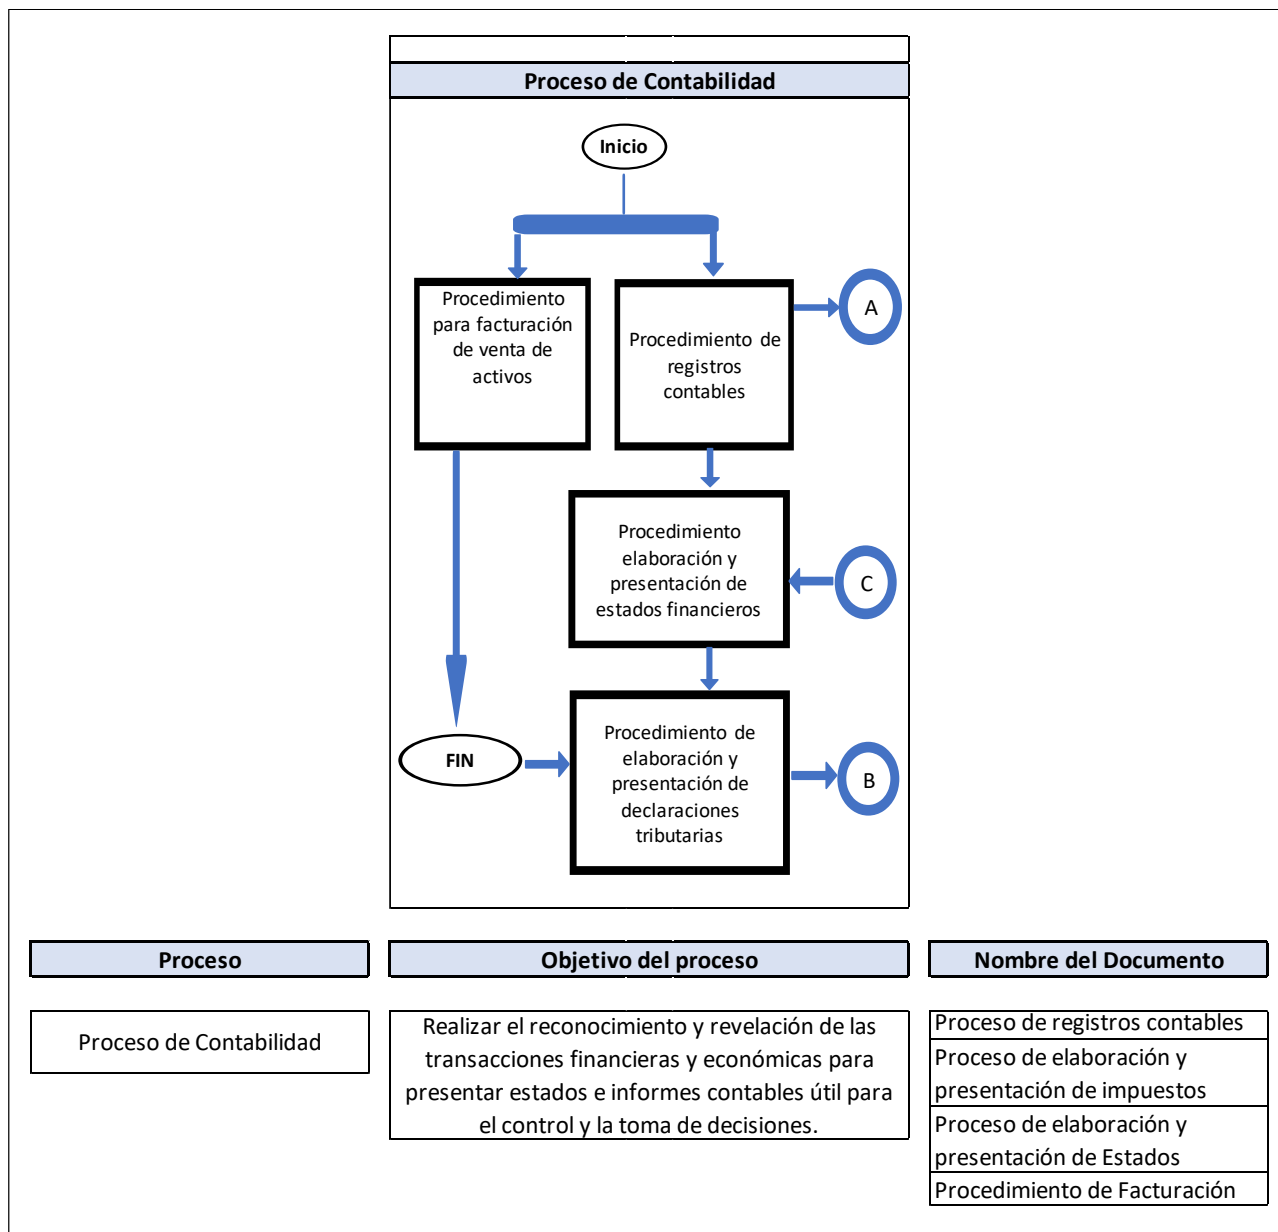 Proceso de Contabilidad
Inicio
Procedimiento
para facturación
de venta de
activos
Procedimiento de
registros
contables
A
Procedimiento
elaboración y
presentación de
estados financieros
C
FIN
Procedimiento de
elaboración y
presentación de
declaraciones
tributarias
B
Proceso
Objetivo del proceso
Nombre del Documento
Proceso de Contabilidad
Realizar el reconocimiento y revelación de las
transacciones financieras y económicas para
presentar estados e informes contables útil para
el control y la toma de decisiones.
Proceso de registros contables
Proceso de elaboración y
presentación de impuestos
Proceso de elaboración y
presentación de Estados
Procedimiento de Facturación